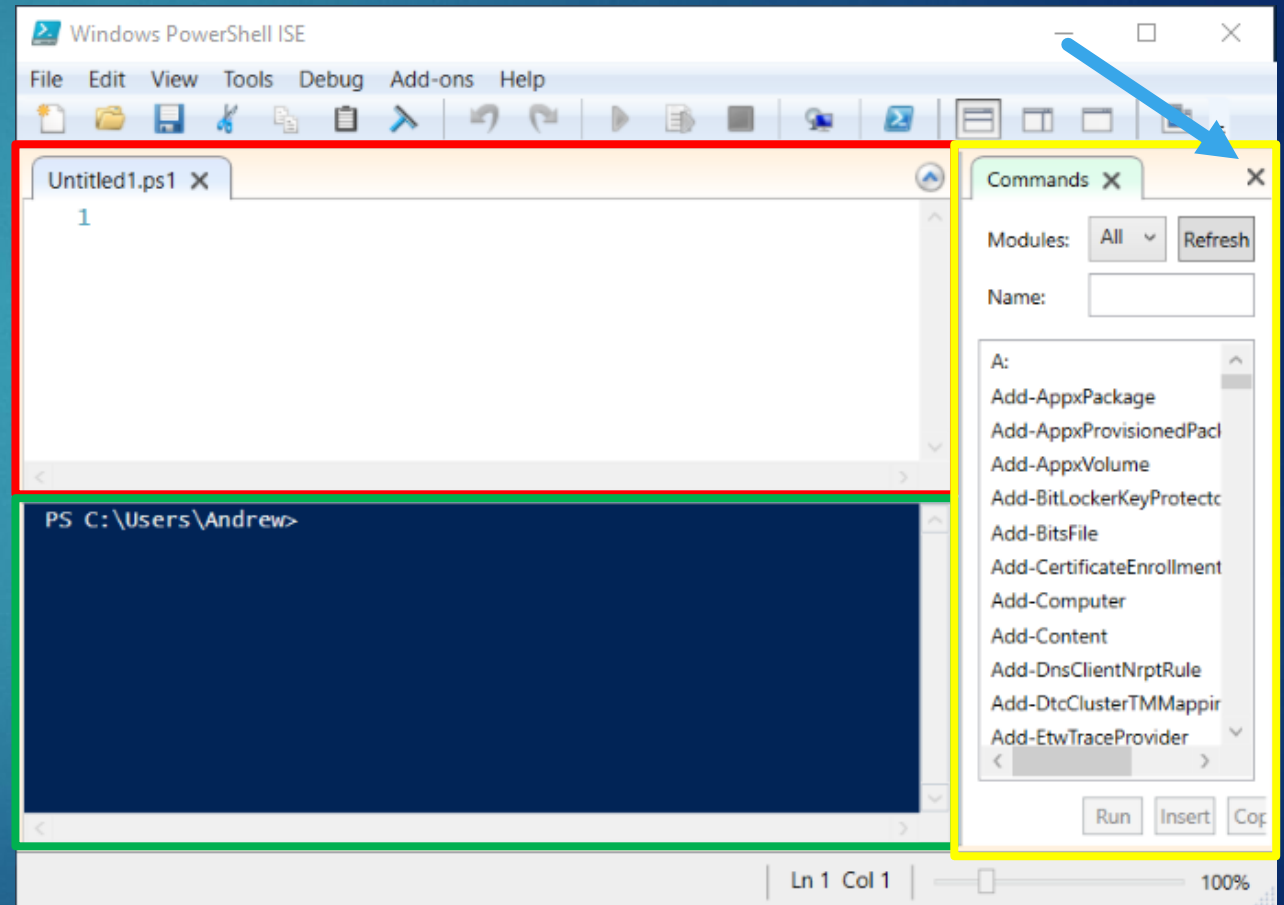 Windows PowerShell ISE
File Edit View Tools Debug Add-ons Help
Untitled1.ps1
1
PS C:\Users\Andrew>
Commands
Modules: All Refresh
Name:
A:
Add-AppxPackage
Add-AppxProvisionedPack
Add-AppxVolume
Add-BitLockerKeyProtecto
Add-BitsFile
Add-CertificateEnrollment
Add-Computer
Add-Content
Add-DnsClientNrptRule
Add-DtcClusterTMMappin
Add-EtwTraceProvider
Run Insert Cop
Ln 1 Col 1 100%